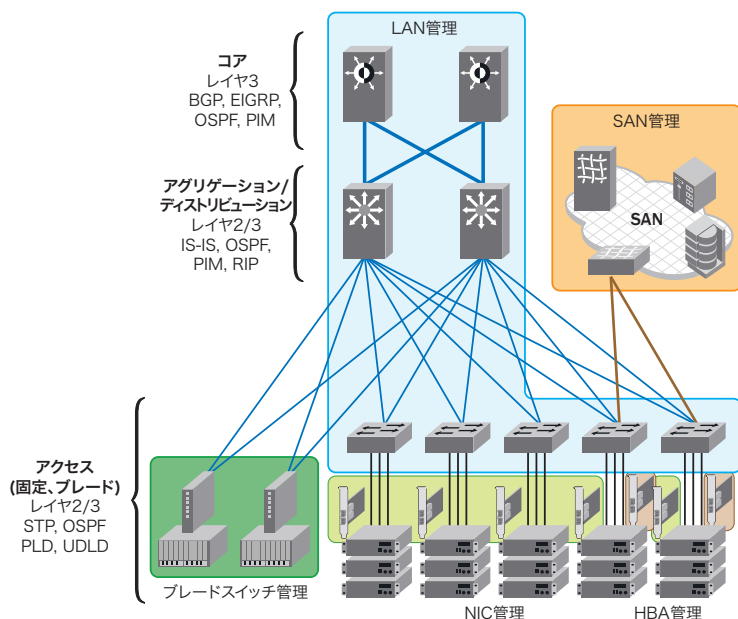 LAN管理
コア
レイヤ3
BGP, EIGRP,
OSPF, PIM
SAN管理
アグリゲーション/
ディストリビューション
レイヤ2/3
IS-IS, OSPF,
PIM, RIP
SAN
アクセス
(固定、ブレード)
レイヤ2/3
STP, OSPF
PLD, UDLD
ブレードスイッチ管理
NIC管理
HBA管理